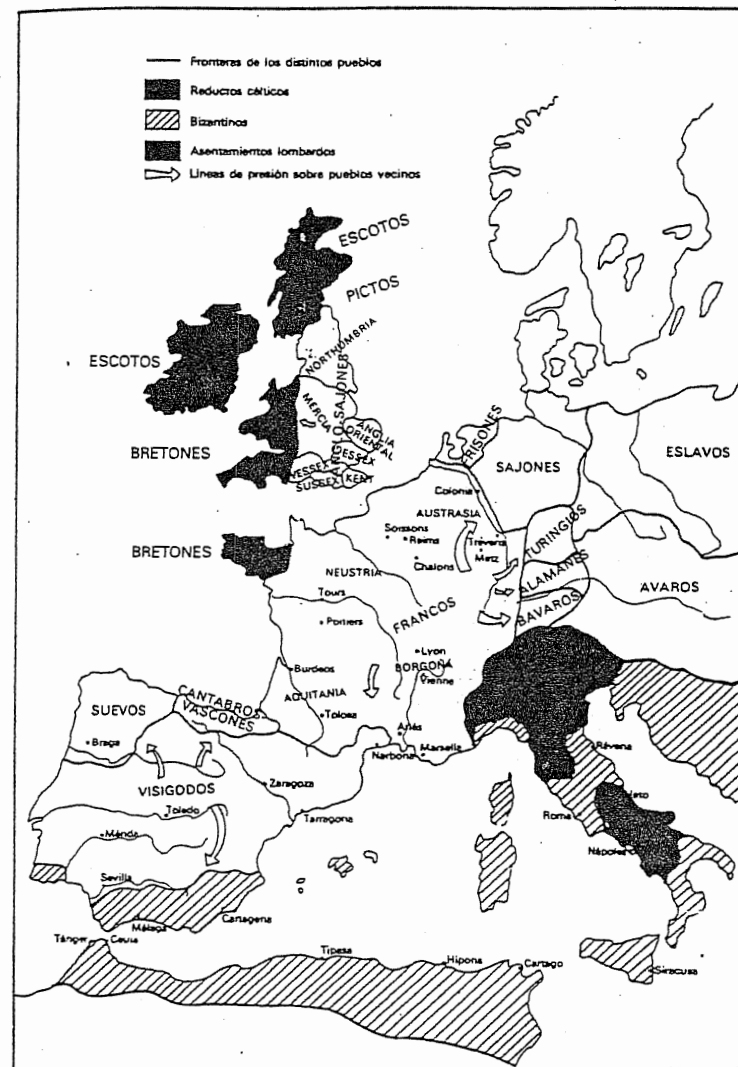 Fronteras de los distintos pueblos
Reductos célticos
Bizantinos
Asentamientos lombardos
Líneas de presión sobre pueblos vecinos
ESCOTOS
PICTOS
ESCOTOS
NORTHUMBRIA
ANGLO SAJONES
MERCIA
ANGLIA
ORIENTAL
ESSEX
WESSEX
SUSSEX
KENT
BRETONES
BRETONES
FRISONES
SAJONES
ESLAVOS
Colonia
AUSTRASIA
Soissons
Reims
Tréveris
Metz
Chalons
TURINGIOS
ALAMANES
BAVAROS
AVAROS
NEUSTRIA
Tours
Poitiers
FRANCOS
Lyon
BORGOÑA
Vienne
Burdeos
AQUITANIA
Tolosa
Arlés
Narbona
Marsella
CANTABROS
VASCONES
SUEVOS
Braga
VISIGODOS
Zaragoza
Toledo
Tarragona
Mérida
Sevilla
Málaga
Cartagena
Rávena
Roma
Nápoles
Tánger
Ceuta
Tipasa
Hipona
Cartago
Siracusa